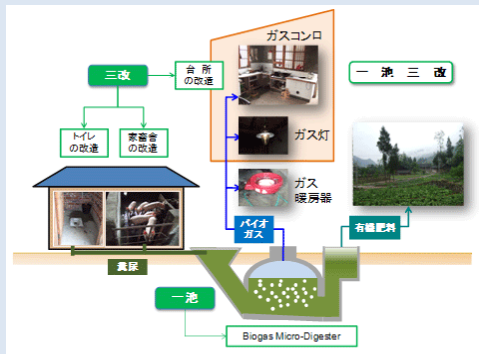 ガスコンロ
三改
台 所
の改造
一 池 三 改
トイレ
の改造
家畜舎
の改造
ガス灯
ガス
暖房器
バイオ
ガス
有機肥料
糞尿
一池
Biogas Micro-Digester